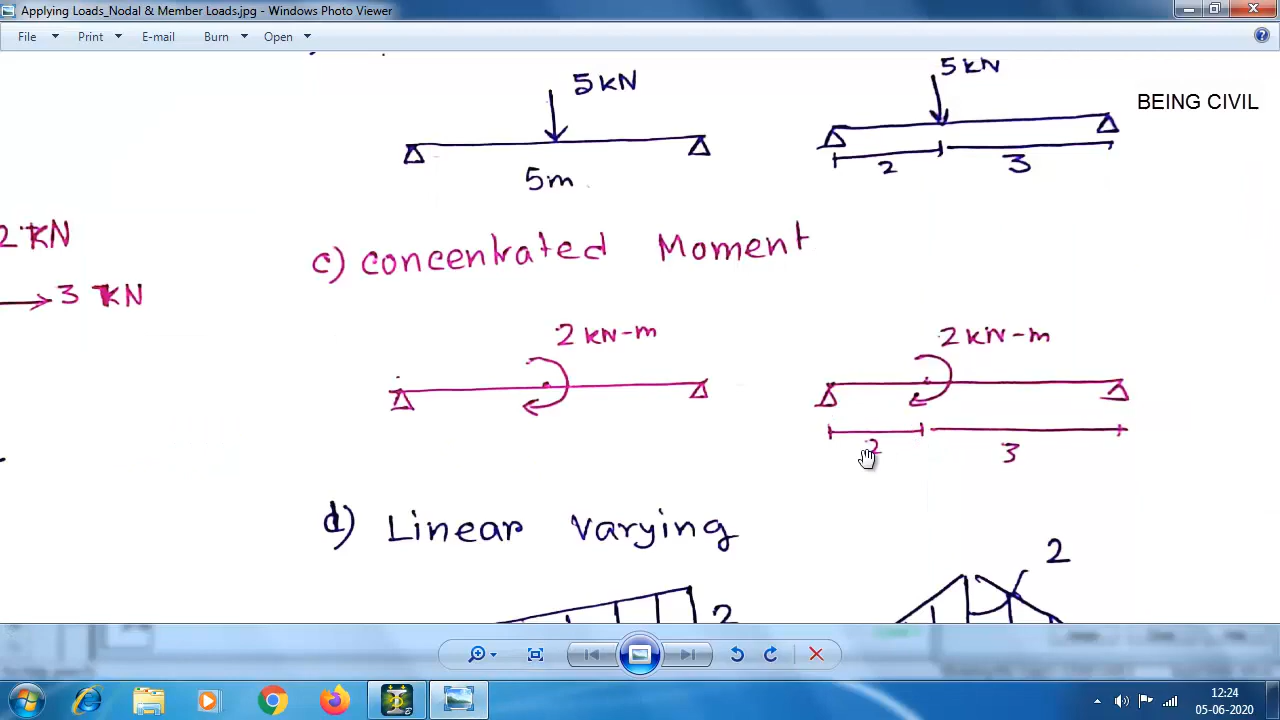 Applying Loads_Nodal & Member Loads.jpg - Windows Photo Viewer
File Print E-mail Burn Open
BEING CIVIL
5 kN
5 kN
5m
2 3
2 KN
3 KN
c) concentrated Moment
2 kN-m
2 kN-m
2 3
d) Linear varying
2
2
12:24
05-06-2020